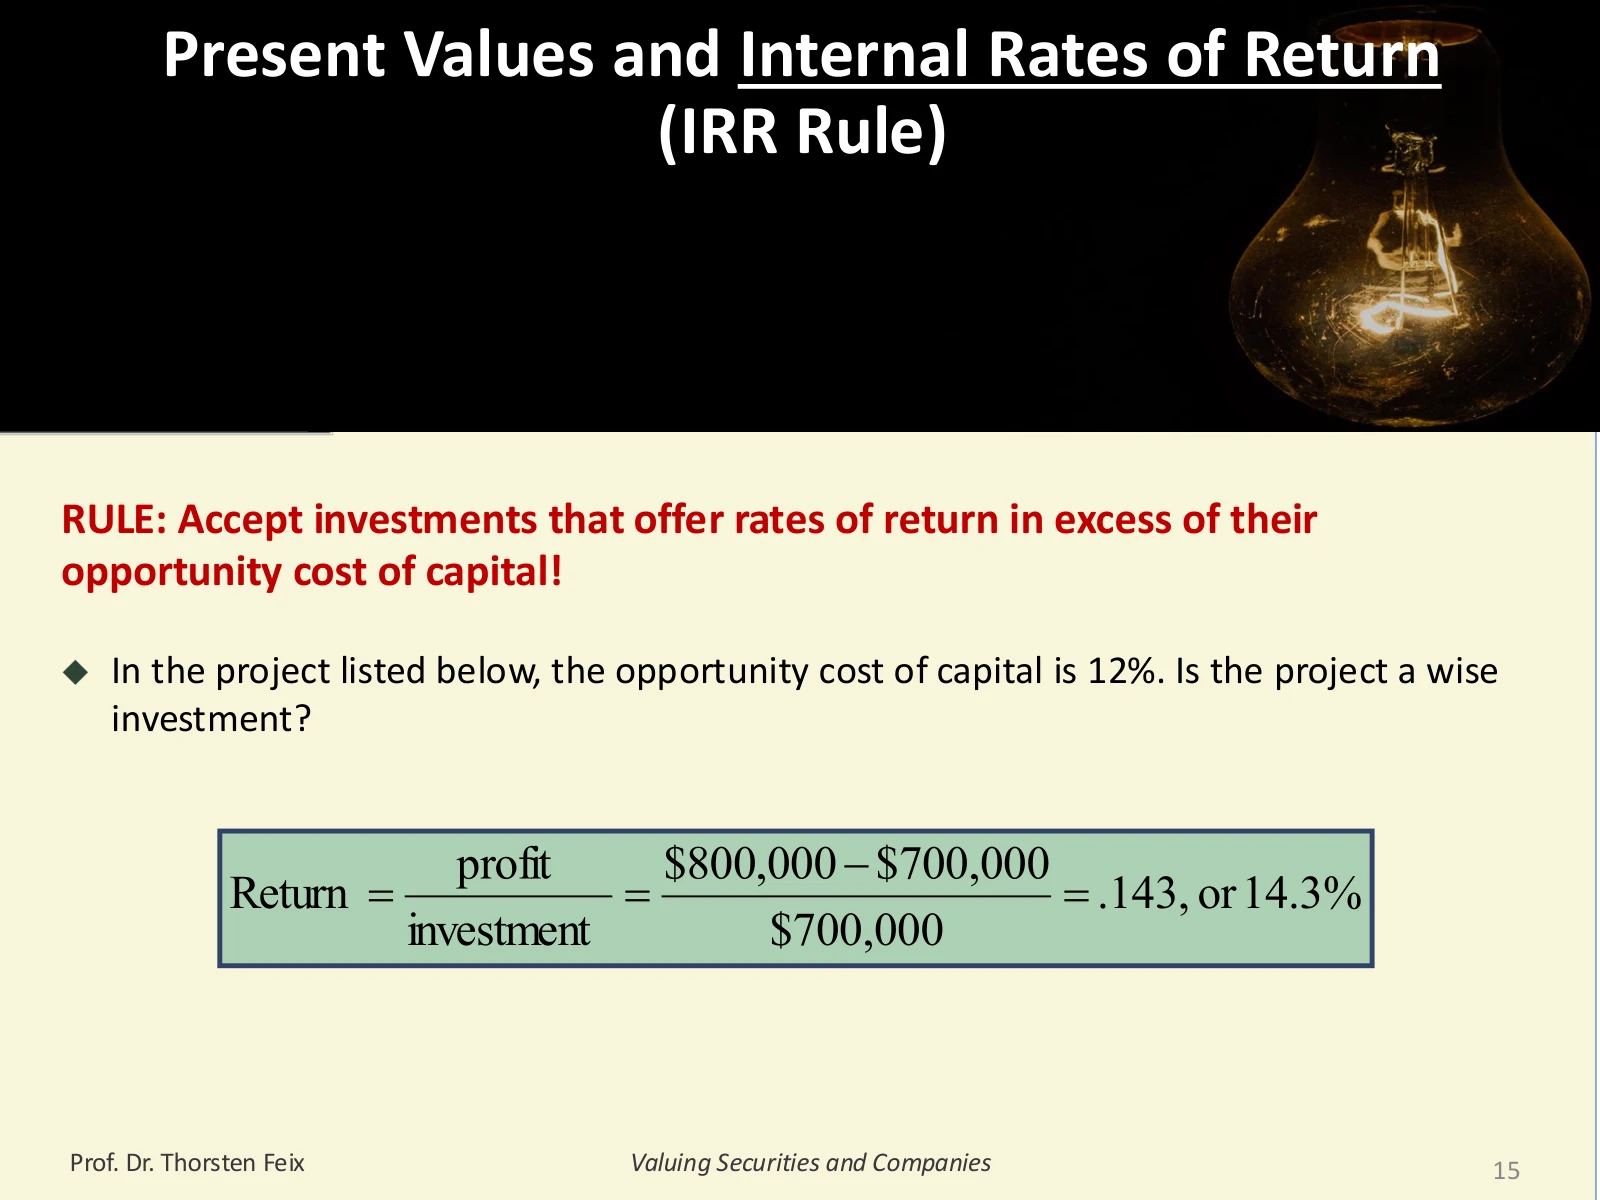 Present Values and Internal Rates of Return
(IRR Rule)
RULE: Accept investments that offer rates of return in excess of their
opportunity cost of capital!
In the project listed below, the opportunity cost of capital is 12%. Is the project a wise
investment?
Return = profit / investment = $800,000 – $700,000 / $700,000 = .143, or 14.3%
Prof. Dr. Thorsten Feix
Valuing Securities and Companies
15